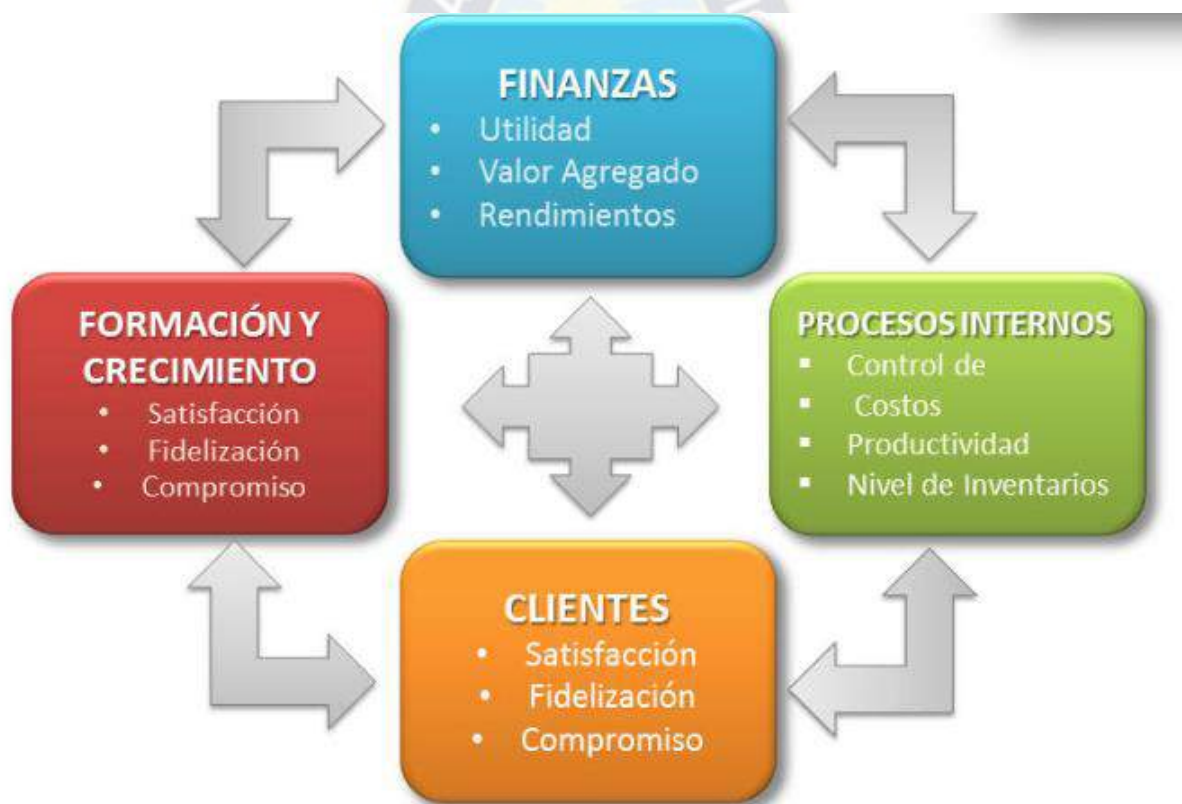 FINANZAS
• Utilidad
• Valor Agregado
• Rendimientos
FORMACIÓN Y
CRECIMIENTO
• Satisfacción
• Fidelización
• Compromiso
PROCESOS INTERNOS
▪ Control de
▪ Costos
▪ Productividad
▪ Nivel de Inventarios
CLIENTES
• Satisfacción
• Fidelización
• Compromiso